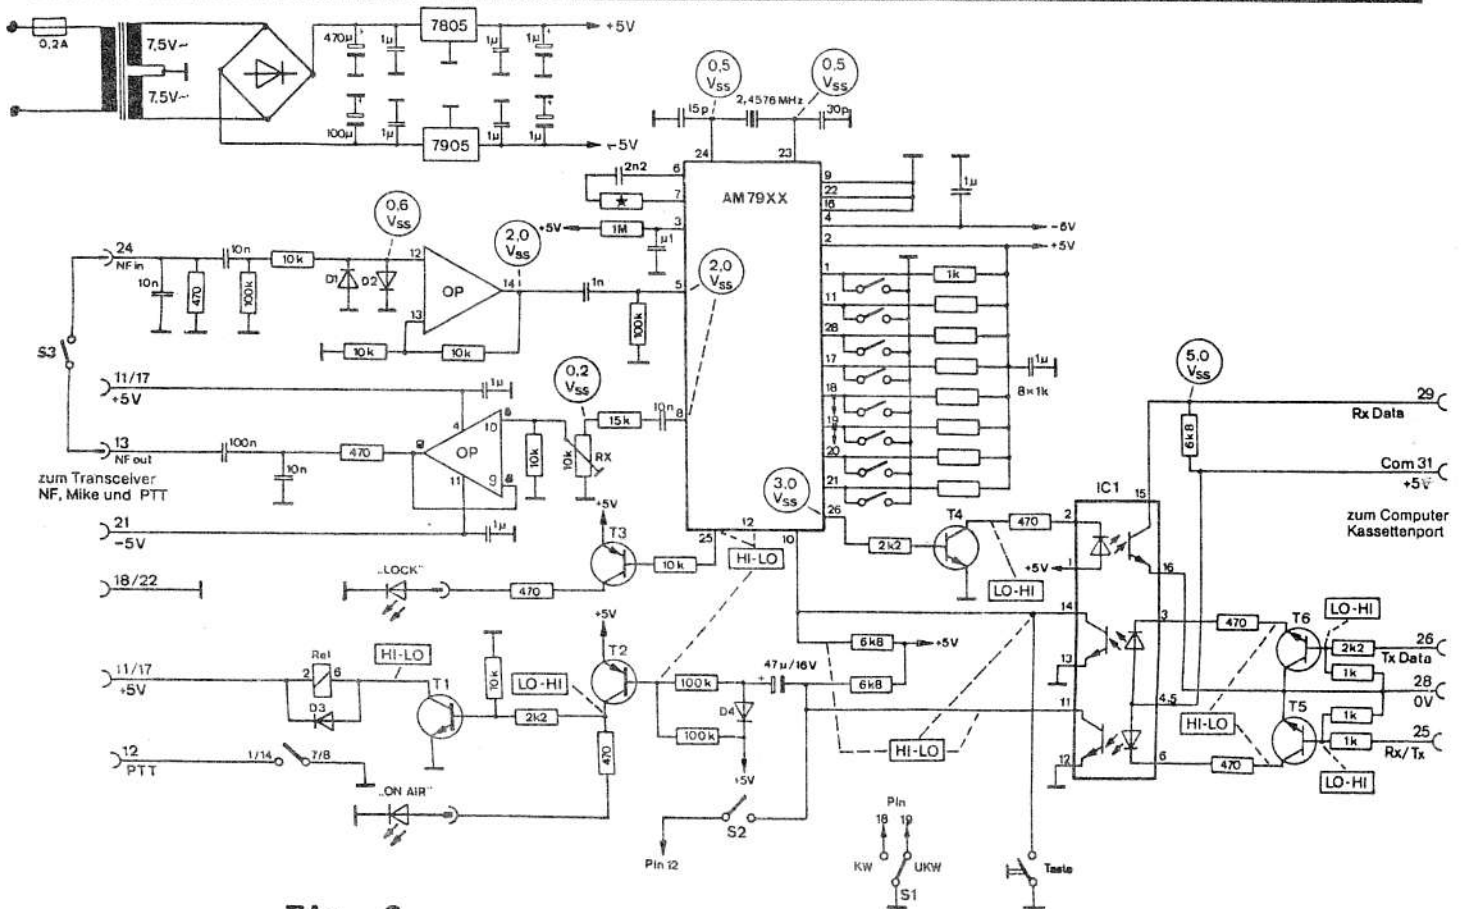 0,2A
7,5V~
7,5V~
470µ
1µ
7805
1µ
1µ
+5V
100µ
1µ
7905
1µ
1µ
-5V
0,5 Vss
0,5 Vss
15p
2,4576 MHz
30p
24
23
AM79XX
2n2
6
★
7
+5V
1M
3
µ1
9
22
16
4
-5V
1µ
2
+5V
1
1k
11
28
17
18
19
20
21
26
1µ
8×1k
24
NF in
10n
470
10n
100k
10k
D1
D2
0,6 Vss
12
13
OP
14
2,0 Vss
10k
10k
1n
100k
5
2,0 Vss
S3
11/17
+5V
1µ
13
NF out
100n
10n
470
4
OP
10
9
11
10k
10k
RX
0,2 Vss
15k
10n
8
zum Transceiver
NF, Mike und PTT
21
-5V
1µ
18/22
3.0 Vss
25
12
10
HI-LO
+5V
T3
10k
„LOCK"
470
2k2
T4
470
LO-HI
2
IC1
15
+5V
1
16
14
13
3
4,5
11
12
6
5.0 Vss
6k8
29
Rx Data
Com 31
+5V
zum Computer
Kassettenport
470
T6
LO-HI
2k2
26
Tx Data
1k
28
0V
T5
1k
1k
25
Rx/Tx
HI-LO
470
LO-HI
11/17
+5V
Rel
2
6
D3
HI-LO
T1
10k
2k2
LO-HI
+5V
T2
470
100k
100k
D4
+5V
47µ/16V
6k8
6k8
+5V
HI-LO
12
PTT
1/14
7/8
„ON AIR"
S2
Pin 12
Pin
18
19
KW
UKW
S1
Taste